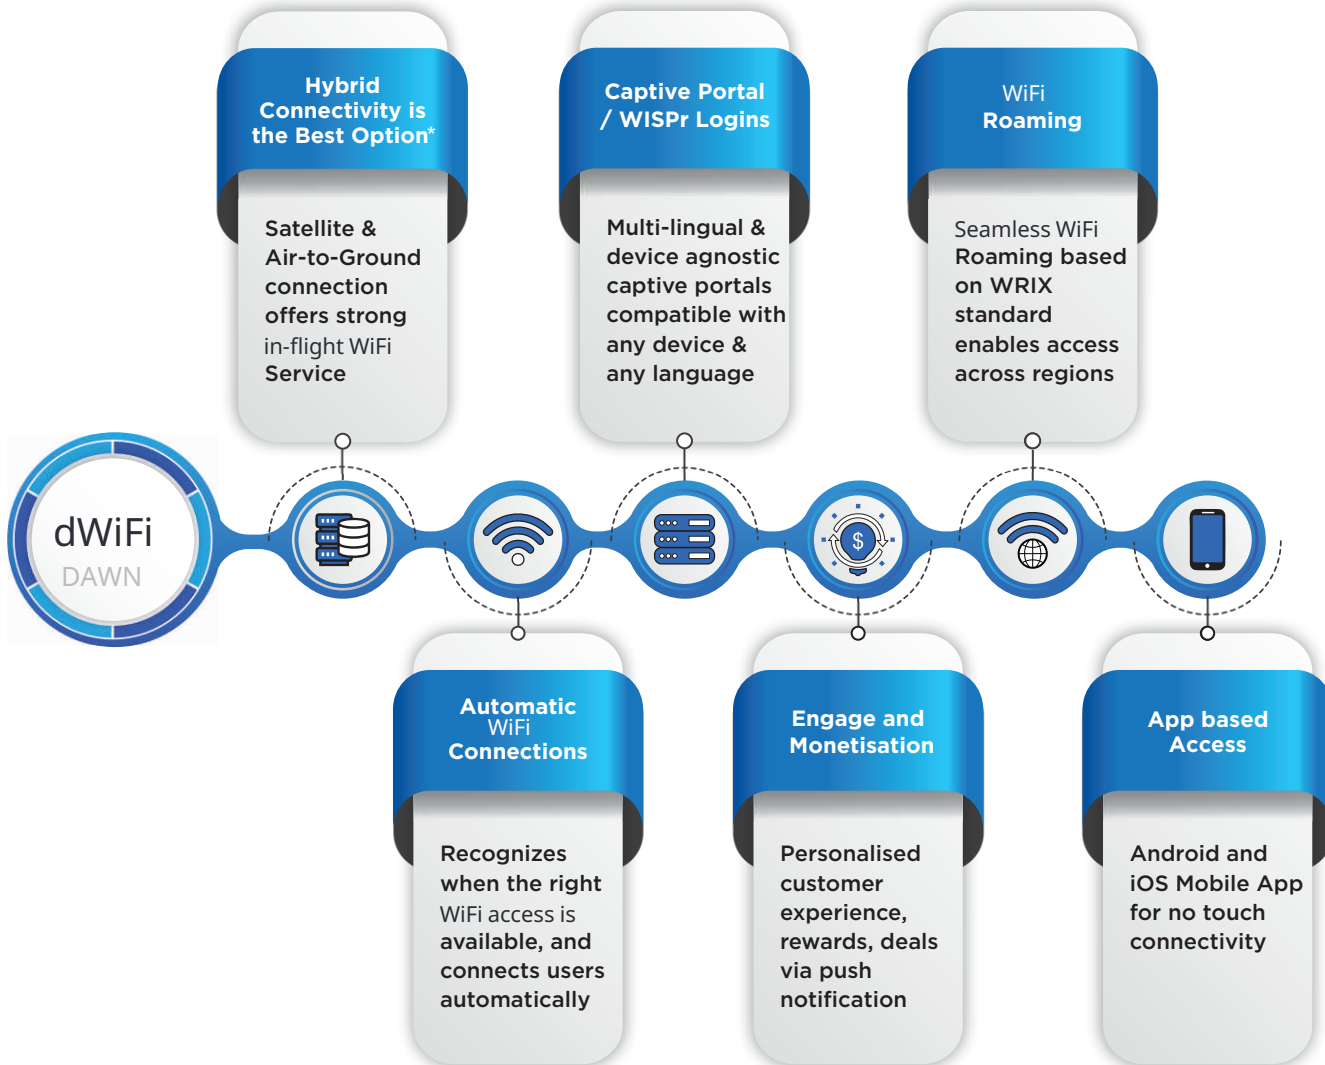 Hybrid
Connectivity is
the Best Option*
Satellite &
Air-to-Ground
connection
offers strong
in-flight WiFi
Service
Captive Portal
/ WISPr Logins
Multi-lingual &
device agnostic
captive portals
compatible with
any device &
any language
WiFi
Roaming
Seamless WiFi
Roaming based
on WRIX
standard
enables access
across regions
dWiFi
DAWN
$
Automatic
WiFi
Connections
Recognizes
when the right
WiFi access is
available, and
connects users
automatically
Engage and
Monetisation
Personalised
customer
experience,
rewards, deals
via push
notification
App based
Access
Android and
iOS Mobile App
for no touch
connectivity